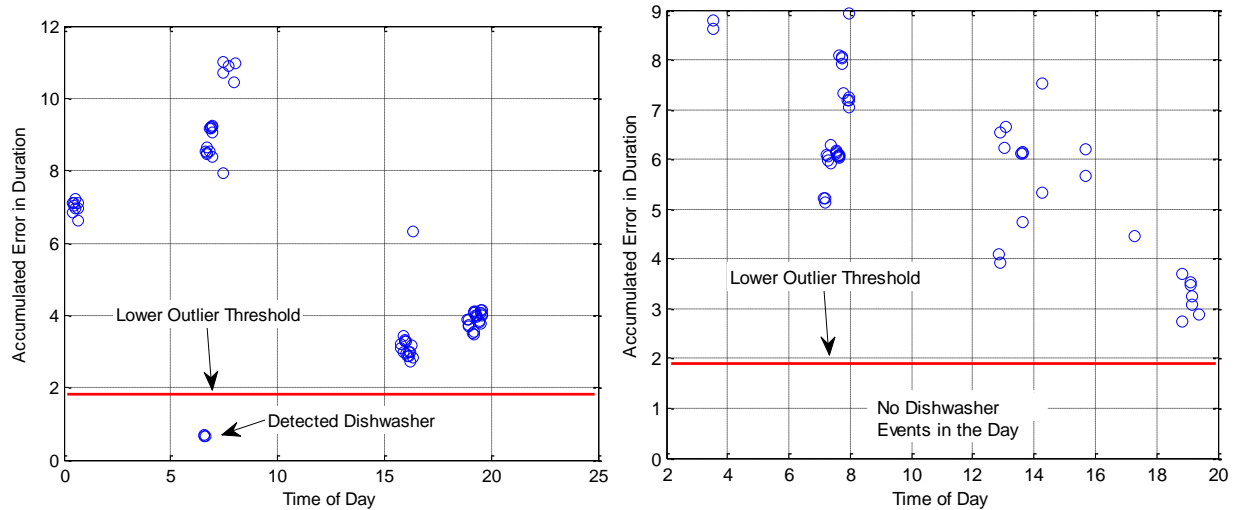 12
10
8
6
4
2
0
Accumulated Error in Duration
Lower Outlier Threshold
Detected Dishwasher
0 5 10 15 20 25
Time of Day
9
8
7
6
5
4
3
2
1
0
Accumulated Error in Duration
Lower Outlier Threshold
No Dishwasher
Events in the Day
2 4 6 8 10 12 14 16 18 20
Time of Day